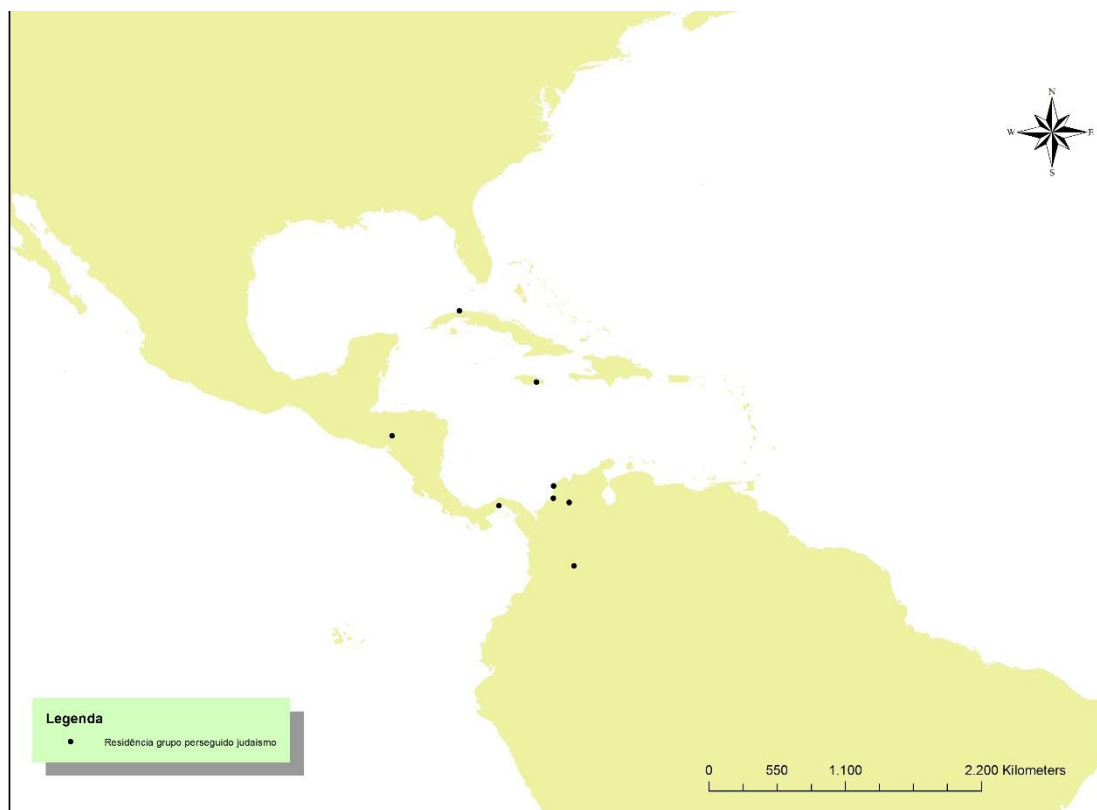 N
W E
S
Legenda
Residência grupo perseguido judaismo
0 550 1.100 2.200 Kilometers